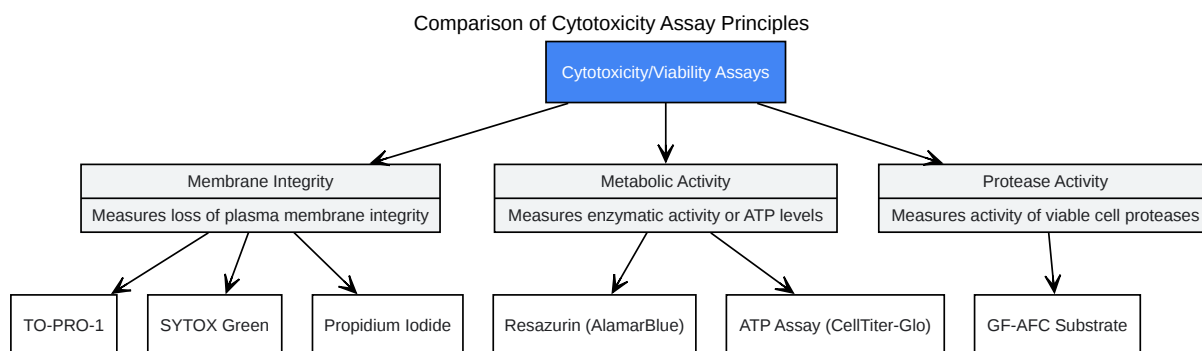 Comparison of Cytotoxicity Assay Principles
Cytotoxicity/Viability Assays
Membrane Integrity
Measures loss of plasma membrane integrity
Metabolic Activity
Measures enzymatic activity or ATP levels
Protease Activity
Measures activity of viable cell proteases
TO-PRO-1
SYTOX Green
Propidium Iodide
Resazurin (AlamarBlue)
ATP Assay (CellTiter-Glo)
GF-AFC Substrate